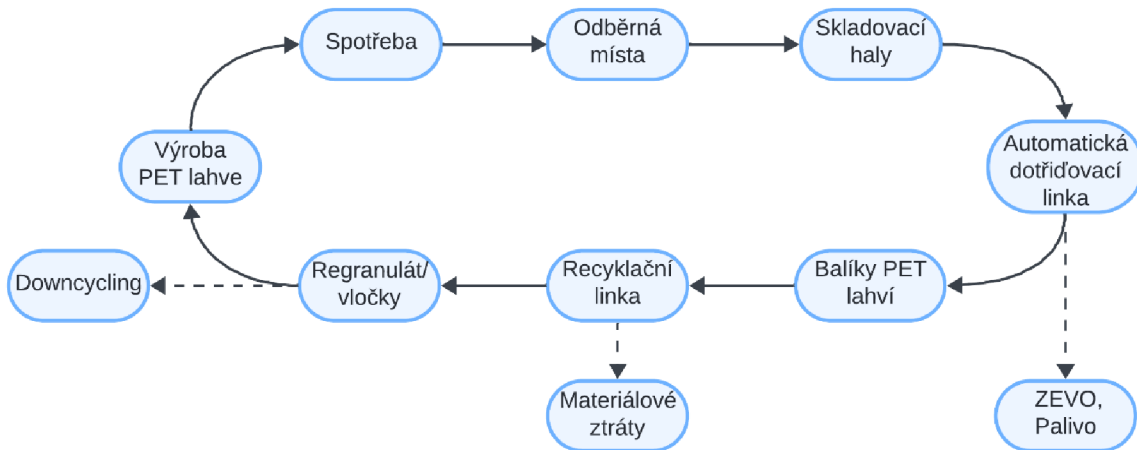 Spotřeba
Odběrná
místa
Skladovací
haly
Výroba
PET lahve
Automatická
dotřiďovací
linka
Downcycling
Regranulát/
vločky
Recyklační
linka
Balíky PET
lahví
Materiálové
ztráty
ZEVO,
Palivo